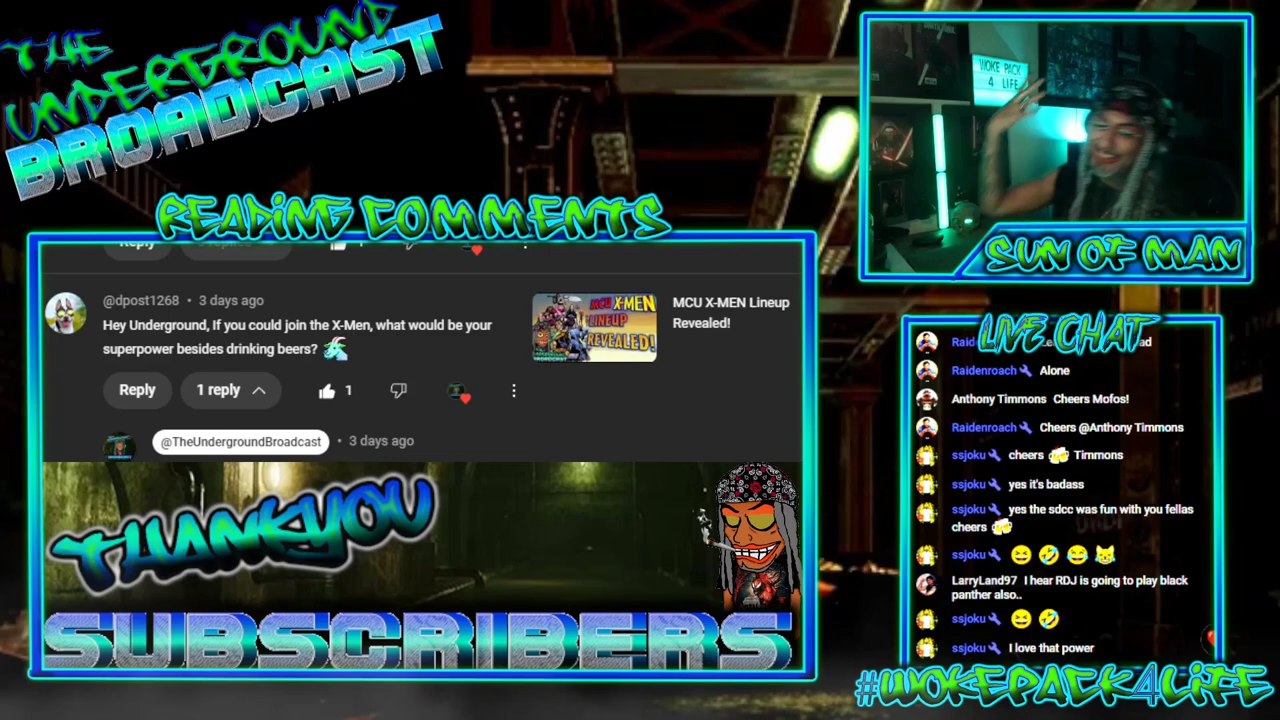 THE
UNDERGROUND
BROADCAST
READING COMMENTS
Reply
@dpost1268 • 3 days ago
Hey Underground, If you could join the X-Men, what would be your
superpower besides drinking beers?
Reply
1 reply
1
@TheUndergroundBroadcast • 3 days ago
MCU X-MEN
LINEUP
REVEALED!
MCU X-MEN Lineup
Revealed!
THANKYOU
SUBSCRIBERS
WOKE PACK
4 LIFE
SUN OF MAN
LIVE CHAT
Raidenroach Alone
Anthony Timmons Cheers Mofos!
Raidenroach Cheers @Anthony Timmons
ssjoku cheers 🍻 Timmons
ssjoku yes it's badass
ssjoku yes the sdcc was fun with you fellas
cheers 🍻
ssjoku 😆 🤣 😂 😹
LarryLand97 I hear RDJ is going to play black
panther also..
ssjoku 😆 🤣
ssjoku I love that power
#WOKEPACK4LIFE